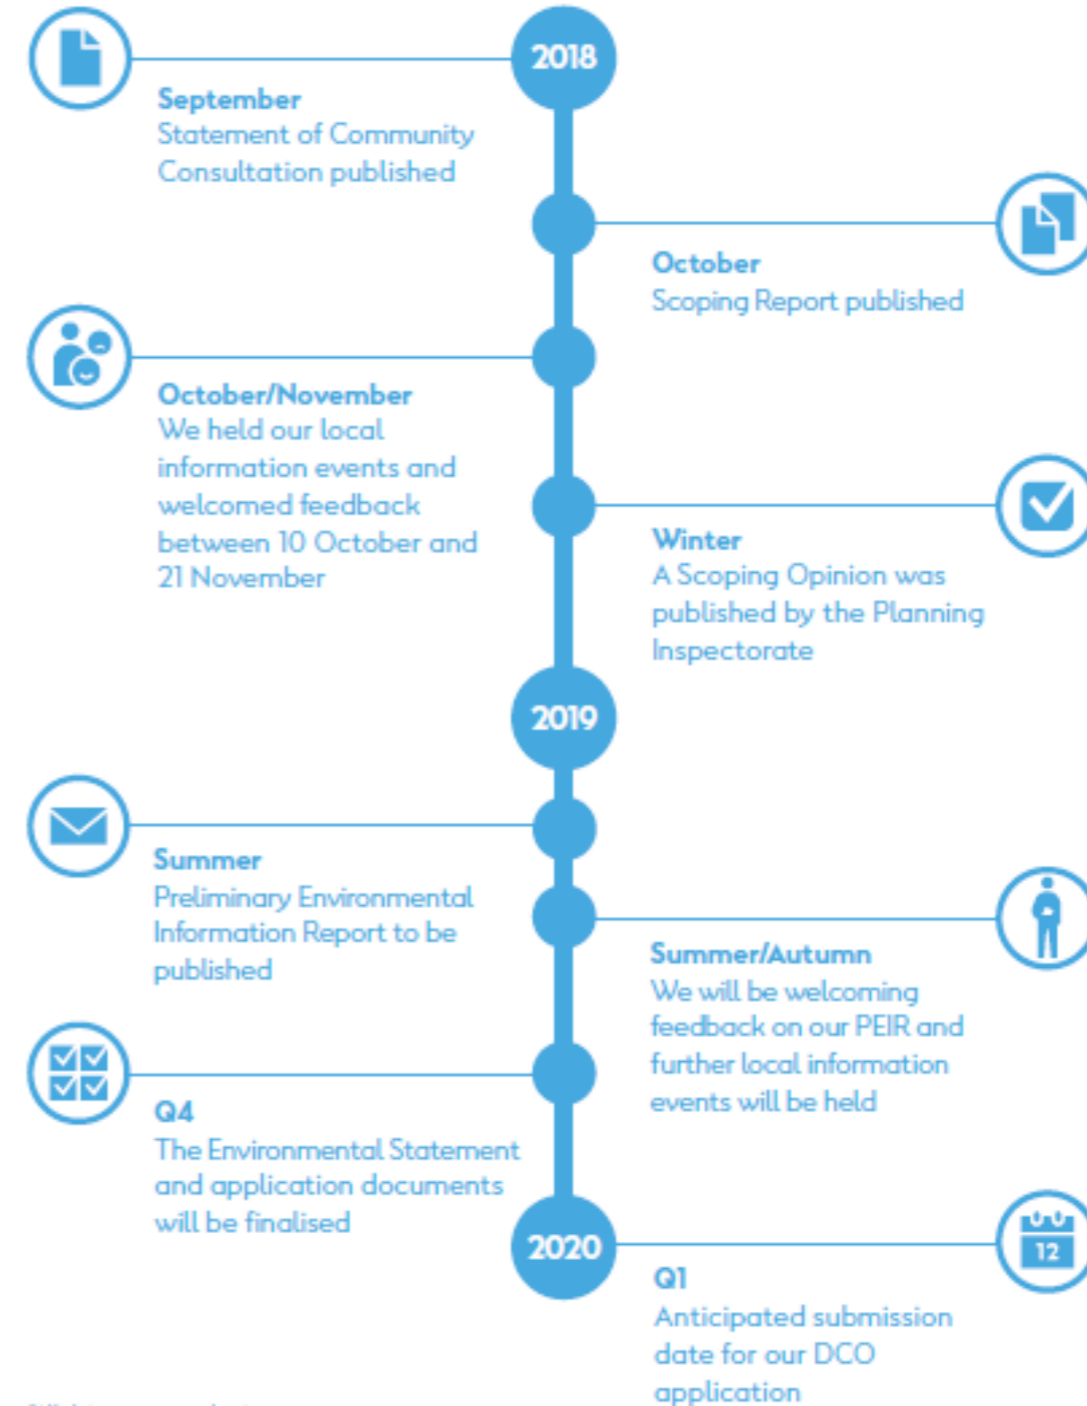 2018
September
Statement of Community
Consultation published
October
Scoping Report published
October/November
We held our local
information events and
welcomed feedback
between 10 October and
21 November
Winter
A Scoping Opinion was
published by the Planning
Inspectorate
2019
Summer
Preliminary Environmental
Information Report to be
published
Summer/Autumn
We will be welcoming
feedback on our PEIR and
further local information
events will be held
Q4
The Environmental Statement
and application documents
will be finalised
2020
12
Q1
Anticipated submission
date for our DCO
application